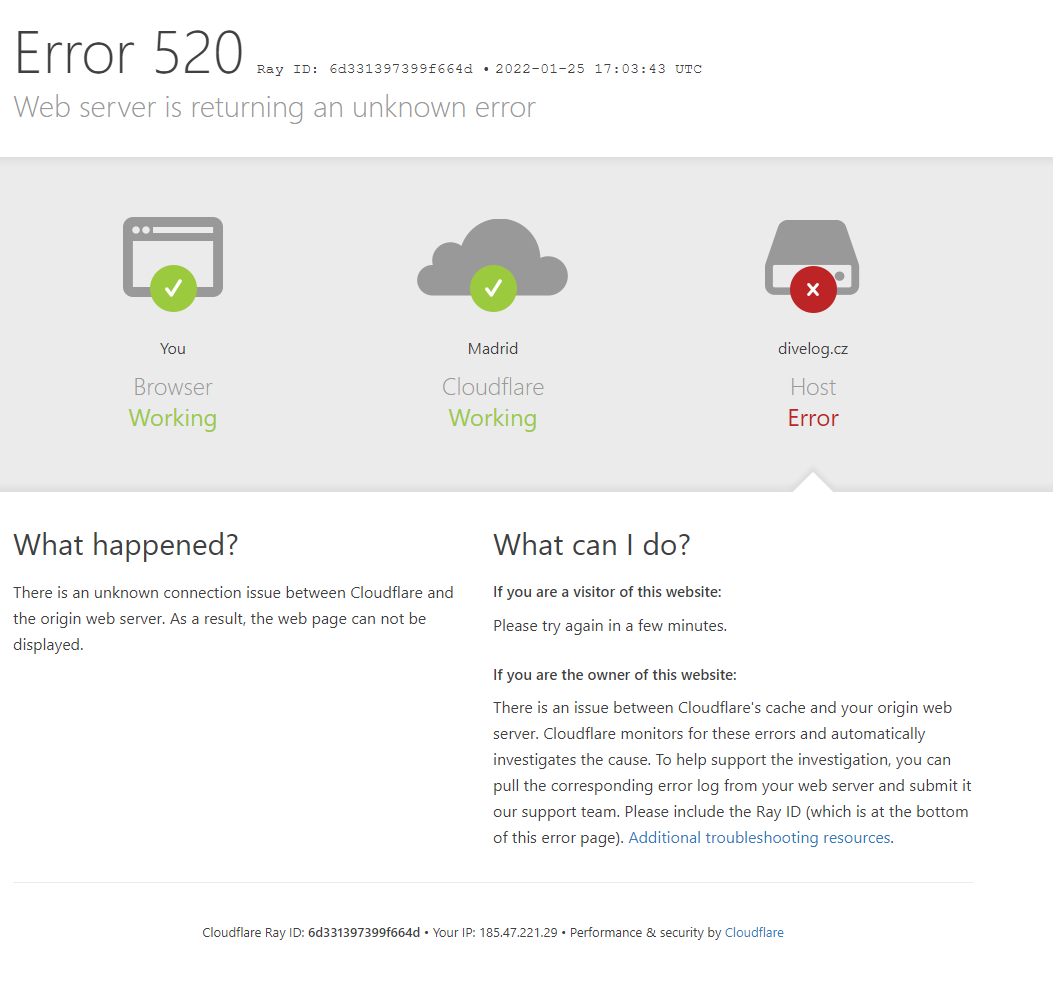 Error 520 Ray ID: 6d331397399f664d • 2022-01-25 17:03:43 UTC
Web server is returning an unknown error
You
Browser
Working
Madrid
Cloudflare
Working
divelog.cz
Host
Error
What happened?
There is an unknown connection issue between Cloudflare and
the origin web server. As a result, the web page can not be
displayed.
What can I do?
If you are a visitor of this website:
Please try again in a few minutes.
If you are the owner of this website:
There is an issue between Cloudflare's cache and your origin web
server. Cloudflare monitors for these errors and automatically
investigates the cause. To help support the investigation, you can
pull the corresponding error log from your web server and submit it
our support team. Please include the Ray ID (which is at the bottom
of this error page). Additional troubleshooting resources.
Cloudflare Ray ID: 6d331397399f664d • Your IP: 185.47.221.29 • Performance & security by Cloudflare